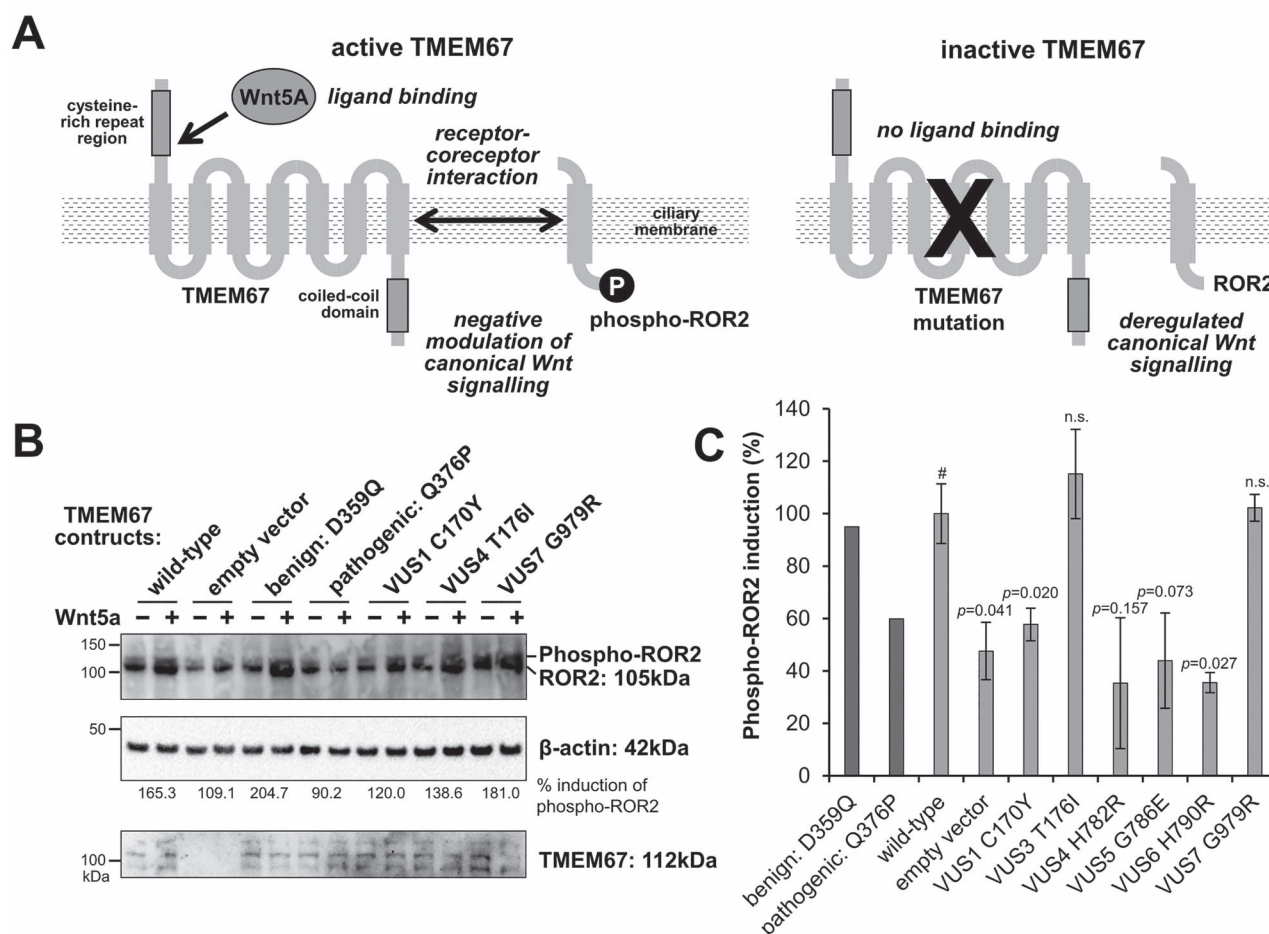 A
active TMEM67
inactive TMEM67
cysteine-
rich repeat
region
Wnt5A
ligand binding
receptor-
coreceptor
interaction
no ligand binding
ciliary
membrane
X
TMEM67
coiled-coil
domain
P
phospho-ROR2
negative
modulation of
canonical Wnt
signalling
TMEM67
mutation
ROR2
deregulated
canonical Wnt
signalling
B
TMEM67
contructs:
wild-type
empty vector
benign: D359Q
pathogenic: Q376P
VUS1 C170Y
VUS4 T176I
VUS7 G979R
Wnt5a − + − + − + − + − + − + − +
150
100
Phospho-ROR2
ROR2: 105kDa
50
β-actin: 42kDa
165.3 109.1 204.7 90.2 120.0 138.6 181.0
% induction of
phospho-ROR2
100
kDa
TMEM67: 112kDa
C
Phospho-ROR2 induction (%)
140
120
100
80
60
40
20
0
#
p=0.041
p=0.020
n.s.
p=0.157
p=0.073
p=0.027
n.s.
benign: D359Q
pathogenic: Q376P
wild-type
empty vector
VUS1 C170Y
VUS3 T176I
VUS4 H782R
VUS5 G786E
VUS6 H790R
VUS7 G979R